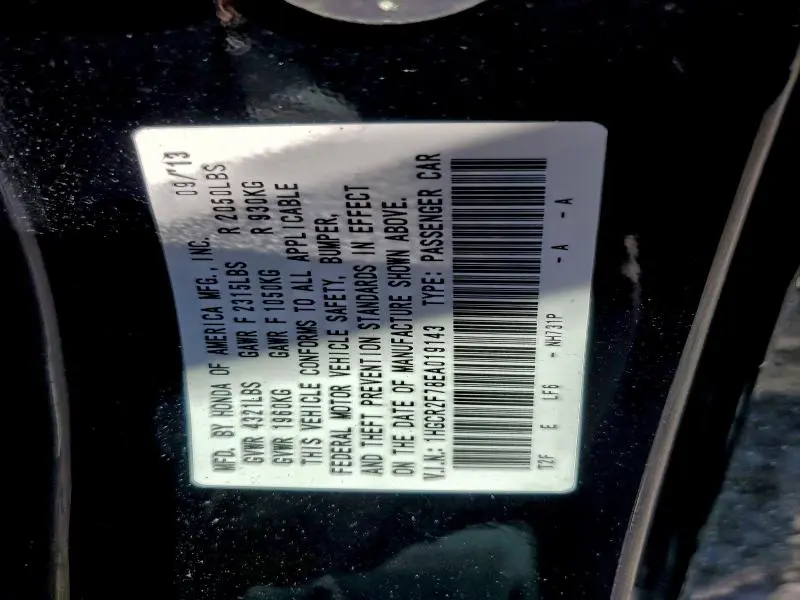 MFD. BY HONDA OF AMERICA MFG., INC. 09/13
GVWR 4321LBS GAWR F 2315LBS R 2050LBS
GVWR 1960KG GAWR F 1050KG R 930KG
THIS VEHICLE CONFORMS TO ALL APPLICABLE
FEDERAL MOTOR VEHICLE SAFETY, BUMPER,
AND THEFT PREVENTION STANDARDS IN EFFECT
ON THE DATE OF MANUFACTURE SHOWN ABOVE.
V.I.N.: 1HGCR2F78EA019143 TYPE: PASSENGER CAR
T2F E LF6 - NH731P - A - A